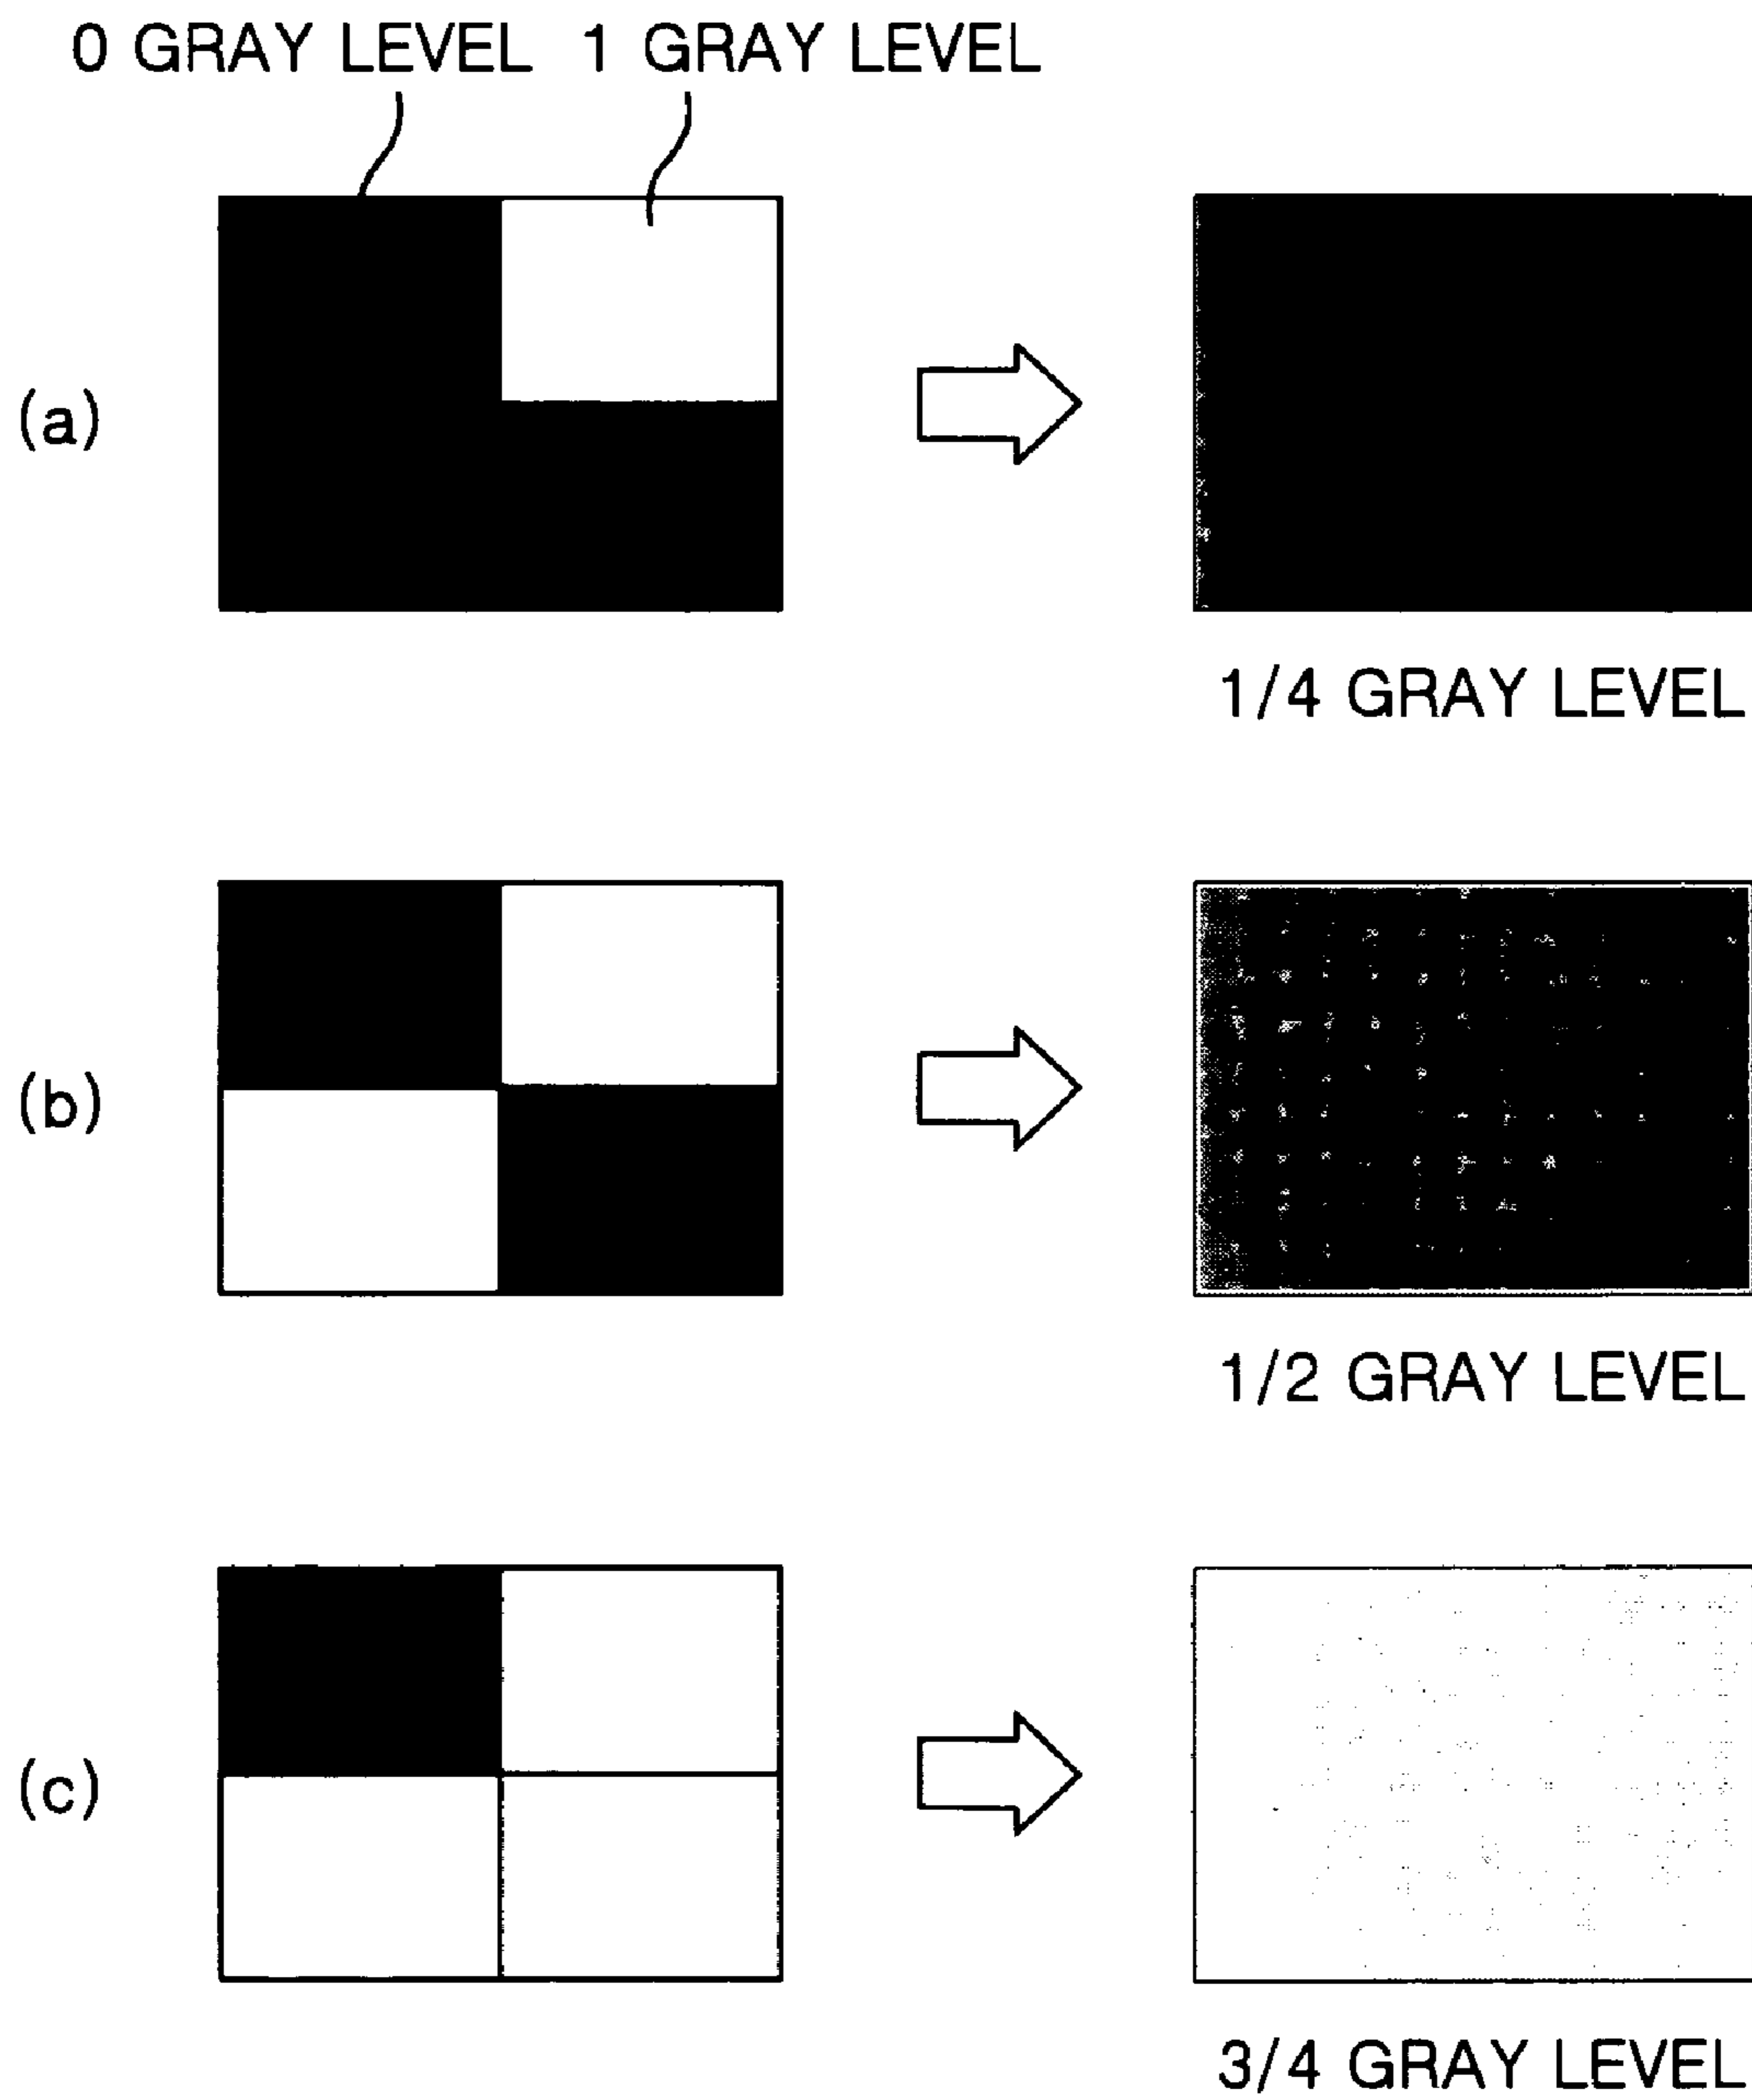 0 GRAY LEVEL 1 GRAY LEVEL
(a)
1/4 GRAY LEVEL
(b)
1/2 GRAY LEVEL
(c)
3/4 GRAY LEVEL